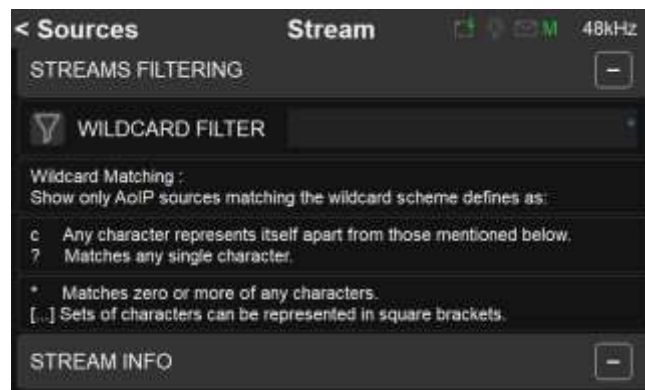 < Sources Stream M 48kHz
STREAMS FILTERING −
WILDCARD FILTER *
Wildcard Matching :
Show only AoIP sources matching the wildcard scheme defines as:
c Any character represents itself apart from those mentioned below.
? Matches any single character.
* Matches zero or more of any characters.
[...] Sets of characters can be represented in square brackets.
STREAM INFO −